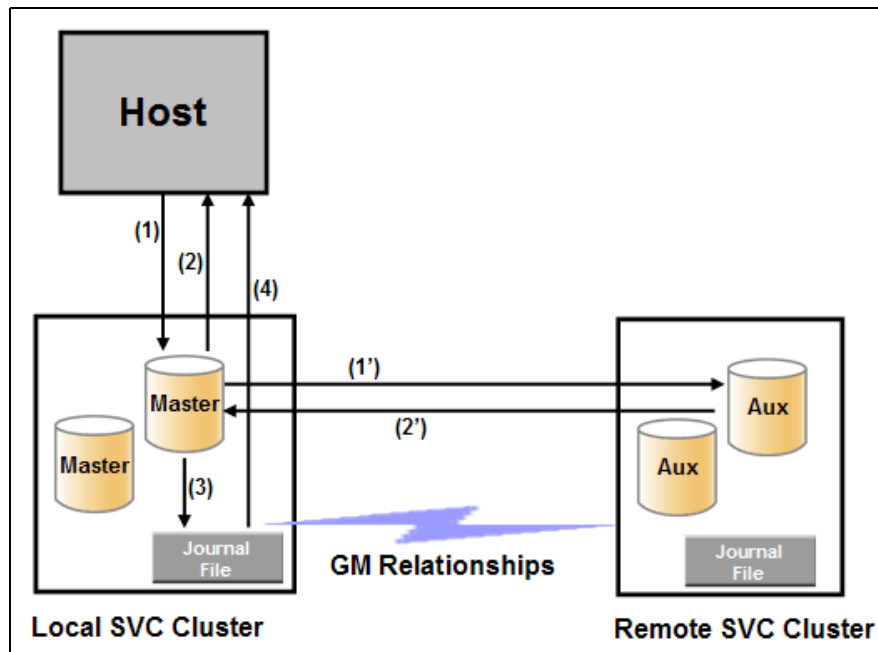 Host
(1)
(2)
(4)
(1')
Master
Aux
(2')
Master
Aux
(3)
Journal
File
GM Relationships
Journal
File
Local SVC Cluster
Remote SVC Cluster